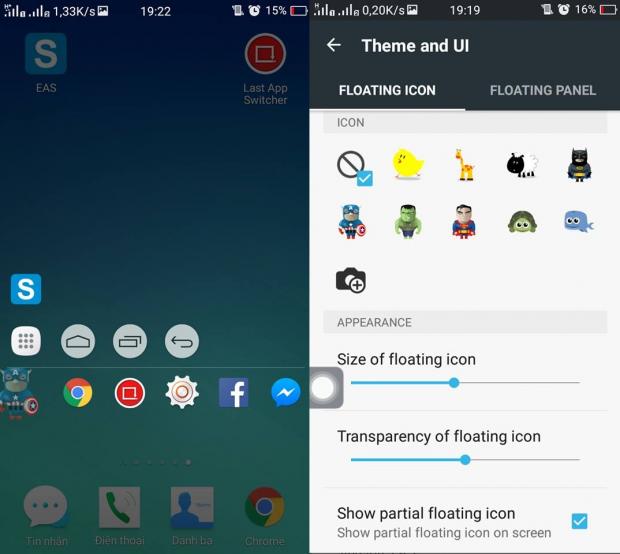 1,33K/s 19:22 15%
S
EAS
Last App
Switcher
S
Tin nhắn Điện thoại Danh bạ Chrome
0,20K/s 19:19 16%
Theme and UI
FLOATING ICON FLOATING PANEL
ICON
APPEARANCE
Size of floating icon
Transparency of floating icon
Show partial floating icon
Show partial floating icon on screen